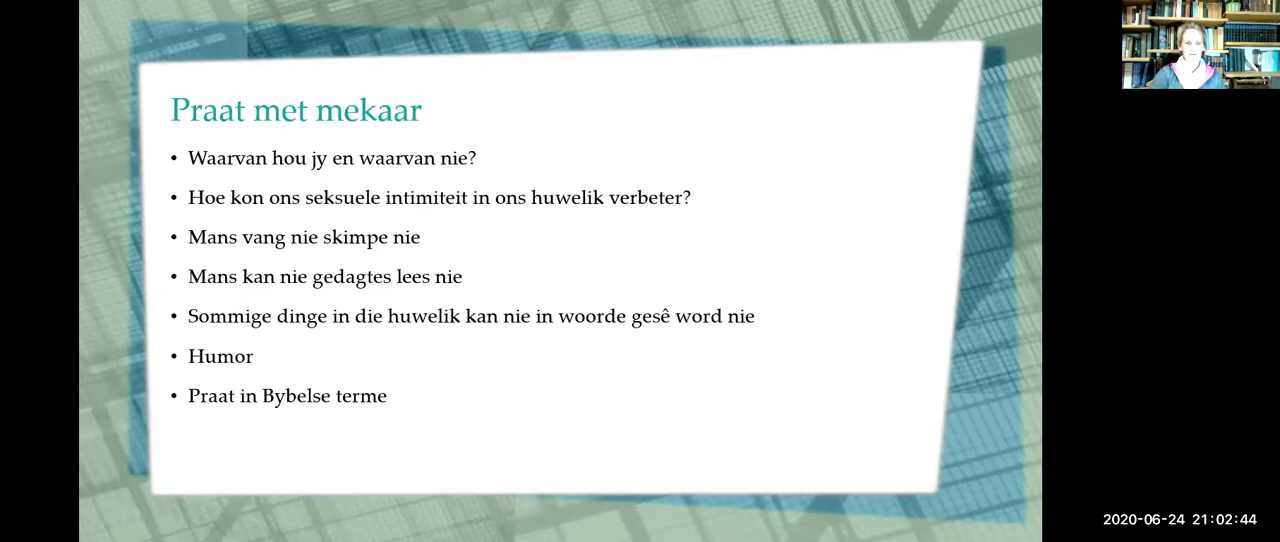 Praat met mekaar
• Waarvan hou jy en waarvan nie?
• Hoe kon ons seksuele intimiteit in ons huwelik verbeter?
• Mans vang nie skimpe nie
• Mans kan nie gedagtes lees nie
• Sommige dinge in die huwelik kan nie in woorde gesê word nie
• Humor
• Praat in Bybelse terme
2020-06-24 21:02:44